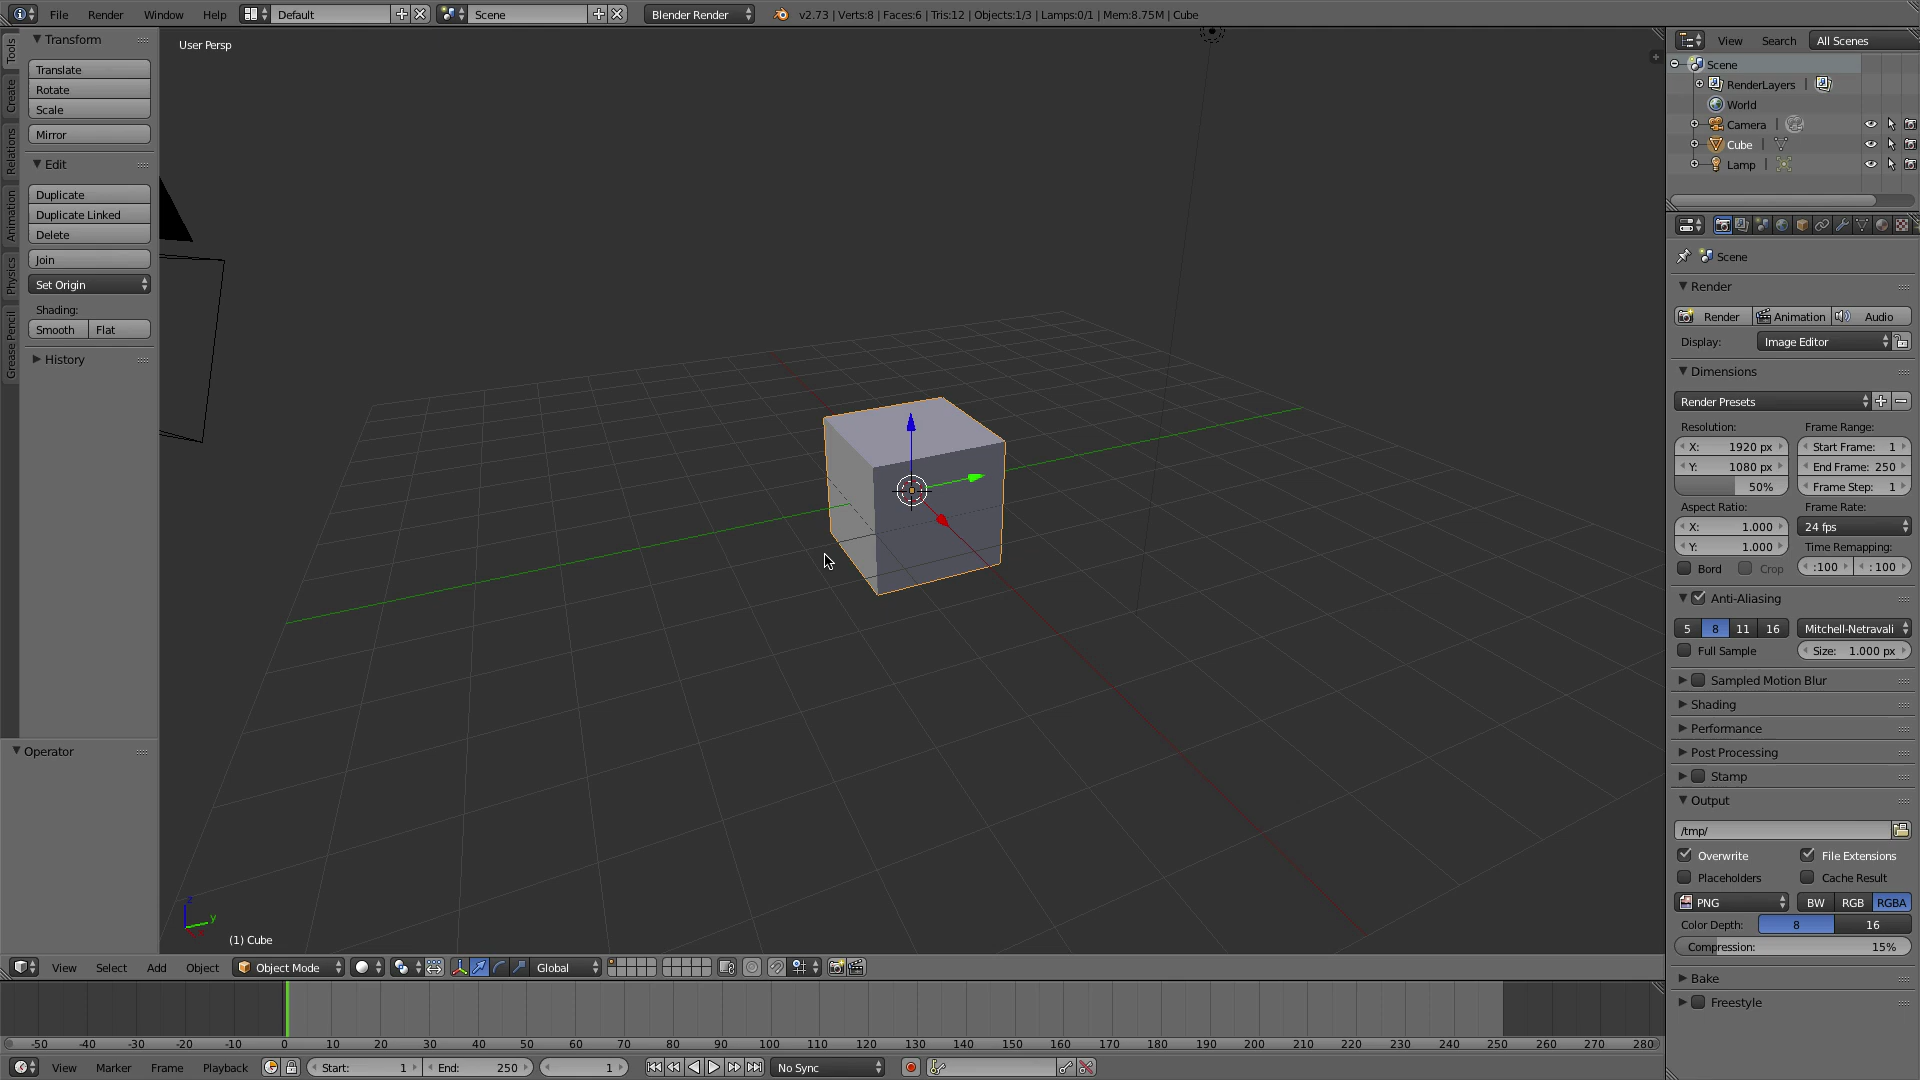 File Render Window Help Default Scene Blender Render v2.73 | Verts:8 | Faces:6 | Tris:12 | Objects:1/3 | Lamps:0/1 | Mem:8.75M | Cube
Tools
Create
Relations
Animation
Physics
Grease Pencil
Transform
Translate
Rotate
Scale
Mirror
Edit
Duplicate
Duplicate Linked
Delete
Join
Set Origin
Shading:
Smooth Flat
History
Operator
User Persp
z
y
(1) Cube
View Select Add Object Object Mode Global
-50 -40 -30 -20 -10 0 10 20 30 40 50 60 70 80 90 100 110 120 130 140 150 160 170 180 190 200 210 220 230 240 250 260 270 280
View Marker Frame Playback Start: 1 End: 250 1 No Sync
View Search All Scenes
Scene
RenderLayers |
World
Camera |
Cube |
Lamp |
Scene
Render
Render Animation Audio
Display: Image Editor
Dimensions
Render Presets
Resolution: Frame Range:
X: 1920 px Start Frame: 1
Y: 1080 px End Frame: 250
50% Frame Step: 1
Aspect Ratio: Frame Rate:
X: 1.000 24 fps
Y: 1.000 Time Remapping:
Bord Crop :100 : 100
Anti-Aliasing
5 8 11 16 Mitchell-Netravali
Full Sample Size: 1.000 px
Sampled Motion Blur
Shading
Performance
Post Processing
Stamp
Output
/tmp/
Overwrite File Extensions
Placeholders Cache Result
PNG BW RGB RGBA
Color Depth: 8 16
Compression: 15%
Bake
Freestyle